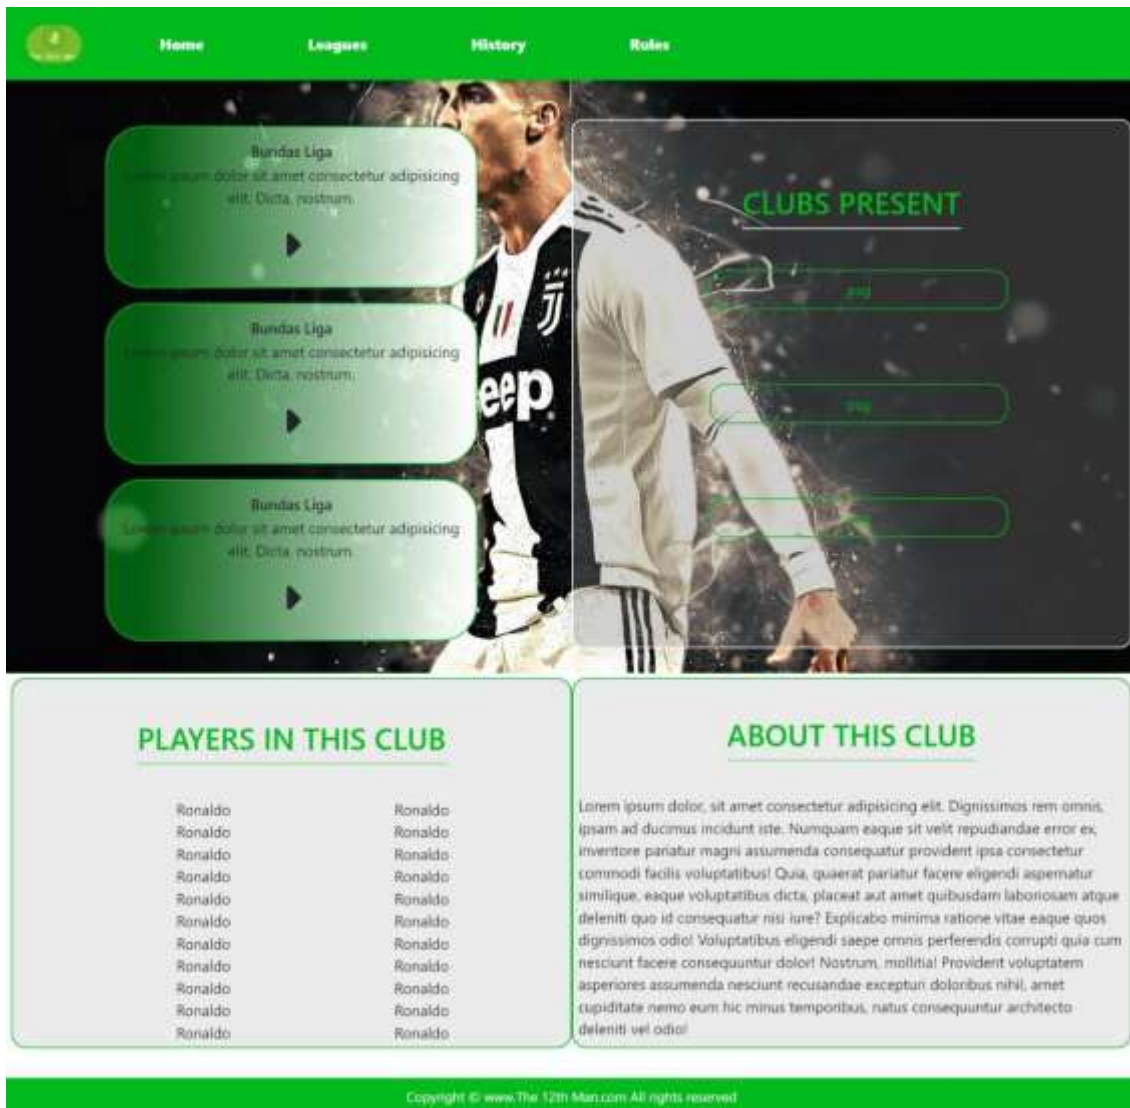 Home Leagues History Rules
Bundas Liga
Lorem ipsum dolor sit amet consectetur adipisicing
elit. Dicta, nostrum.
Bundas Liga
Lorem ipsum dolor sit amet consectetur adipisicing
elit. Dicta, nostrum.
Bundas Liga
Lorem ipsum dolor sit amet consectetur adipisicing
elit. Dicta, nostrum.
J
eep
CLUBS PRESENT
psg
psg
PLAYERS IN THIS CLUB
Ronaldo Ronaldo
Ronaldo Ronaldo
Ronaldo Ronaldo
Ronaldo Ronaldo
Ronaldo Ronaldo
Ronaldo Ronaldo
Ronaldo Ronaldo
Ronaldo Ronaldo
Ronaldo Ronaldo
Ronaldo Ronaldo
Ronaldo Ronaldo
ABOUT THIS CLUB
Lorem ipsum dolor, sit amet consectetur adipisicing elit. Dignissimos rem omnis,
ipsam ad ducimus incidunt iste. Numquam eaque sit velit repudiandae error ex,
inventore pariatur magni assumenda consequatur provident ipsa consectetur
commodi facilis voluptatibus! Quia, quaerat pariatur facere eligendi aspernatur
similique, eaque voluptatibus dicta, placeat aut amet quibusdam laboriosam atque
deleniti quo id consequatur nisi iure? Explicabo minima ratione vitae eaque quos
dignissimos odio! Voluptatibus eligendi saepe omnis perferendis corrupti quia cum
nesciunt facere consequuntur dolor! Nostrum, mollitia! Provident voluptatem
asperiores assumenda nesciunt recusandae excepturi doloribus nihil, amet
cupiditate nemo eum hic minus temporibus, natus consequuntur architecto
deleniti vel odio!
Copyright © www.The 12th Man.com All rights reserved